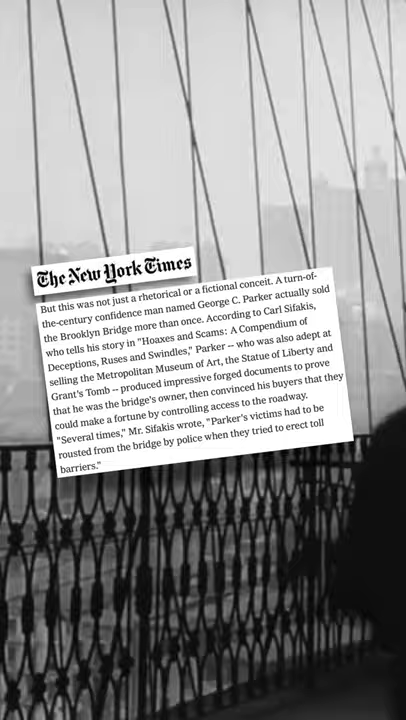 The New York Times
But this was not just a rhetorical or a fictional conceit. A turn-of-
the-century confidence man named George C. Parker actually sold
the Brooklyn Bridge more than once. According to Carl Sifakis,
who tells his story in "Hoaxes and Scams: A Compendium of
Deceptions, Ruses and Swindles," Parker -- who was also adept at
selling the Metropolitan Museum of Art, the Statue of Liberty and
Grant's Tomb -- produced impressive forged documents to prove
that he was the bridge's owner, then convinced his buyers that they
could make a fortune by controlling access to the roadway.
"Several times," Mr. Sifakis wrote, "Parker's victims had to be
rousted from the bridge by police when they tried to erect toll
barriers."